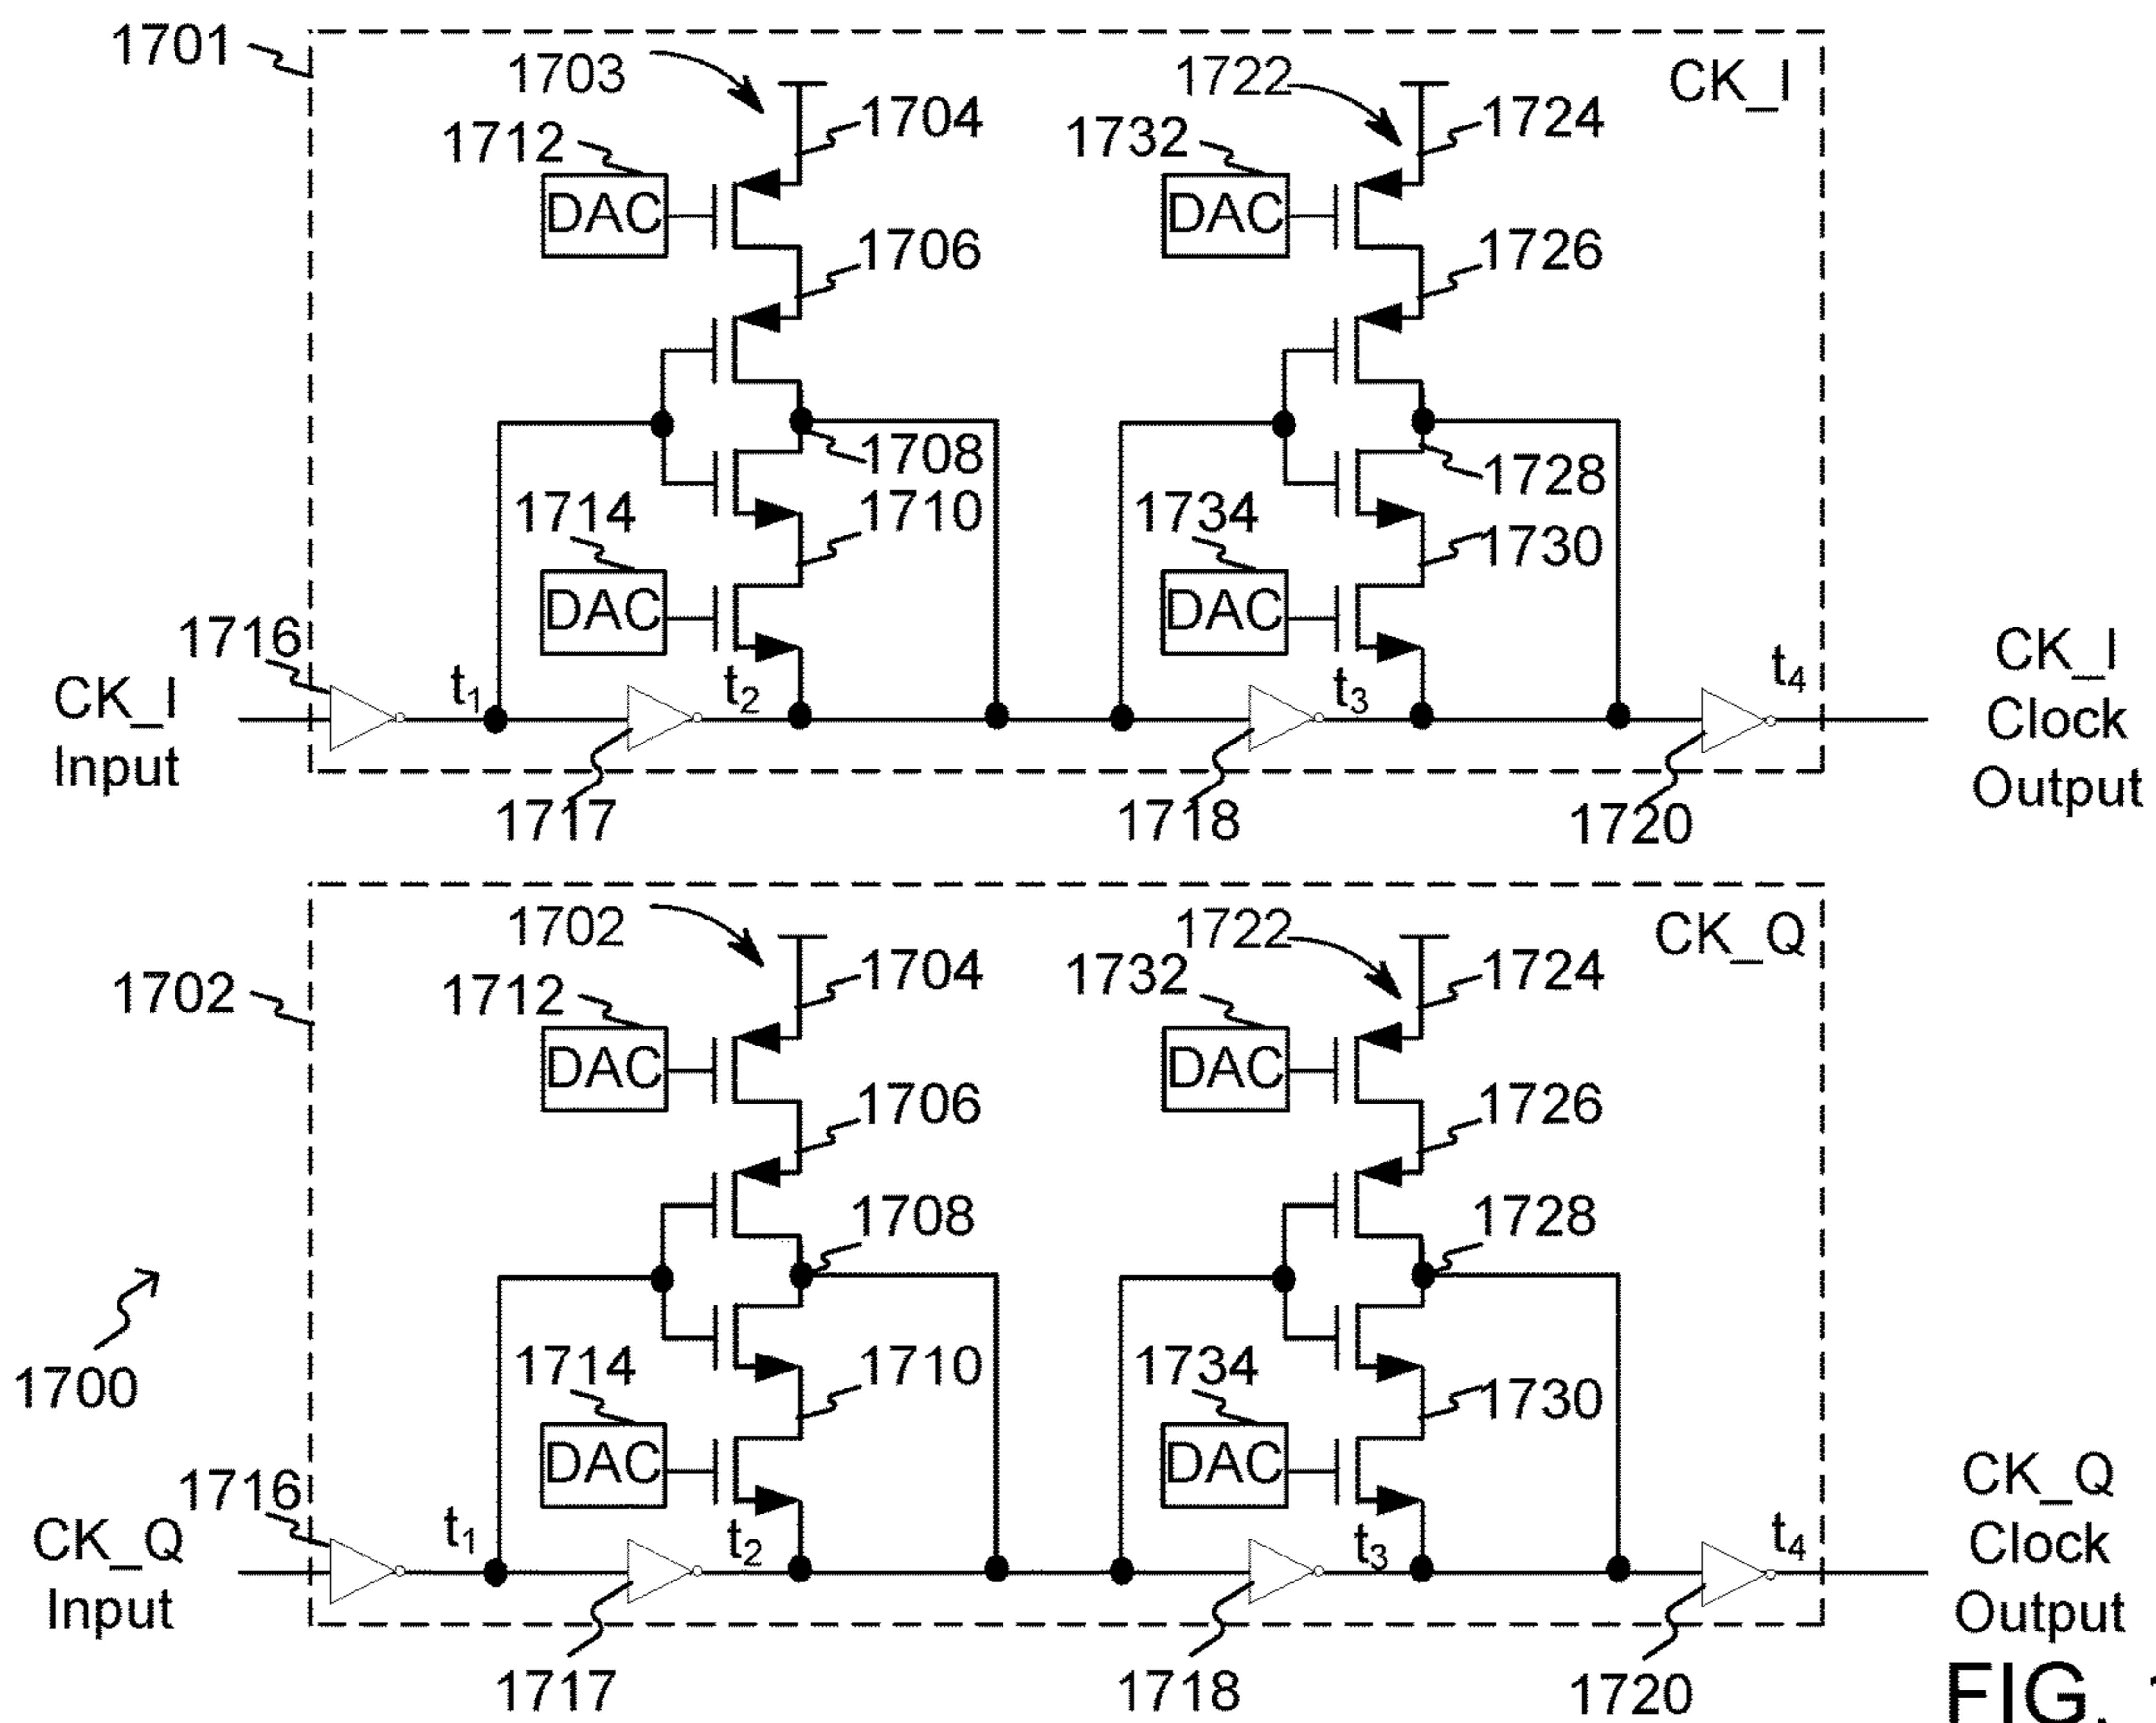 1701
1703
1722
CK_I
1704
1724
1712
1732
DAC
DAC
1706
1726
1708
1728
1714
1710
1734
1730
DAC
DAC
1716
CK_I
Input
t1
t2
t3
t4
CK_I
Clock
Output
1717
1718
1720
1702
1722
CK_Q
1702
1704
1724
1712
1732
DAC
DAC
1706
1726
1708
1728
1700
1714
1710
1734
1730
DAC
DAC
1716
CK_Q
Input
t1
t2
t3
t4
CK_Q
Clock
Output
1717
1718
1720
FIG.